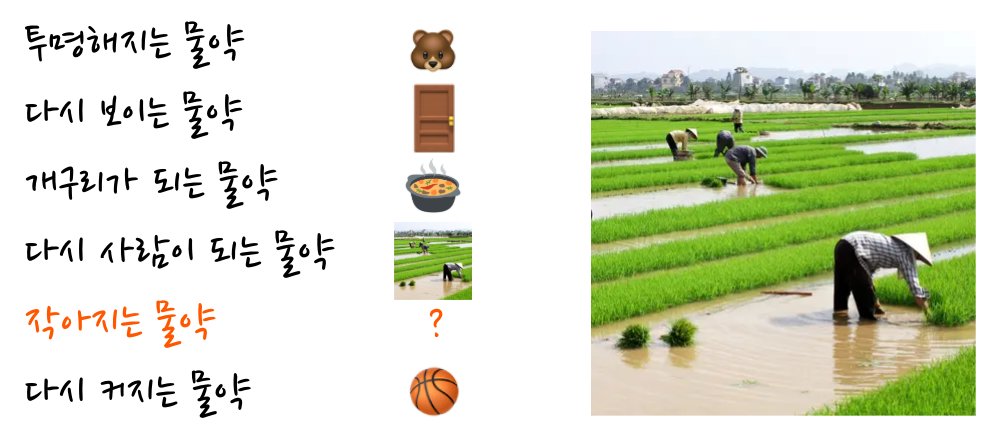 투명해지는 물약
다시 보이는 물약
개구리가 되는 물약
다시 사람이 되는 물약
작아지는 물약
?
다시 커지는 물약